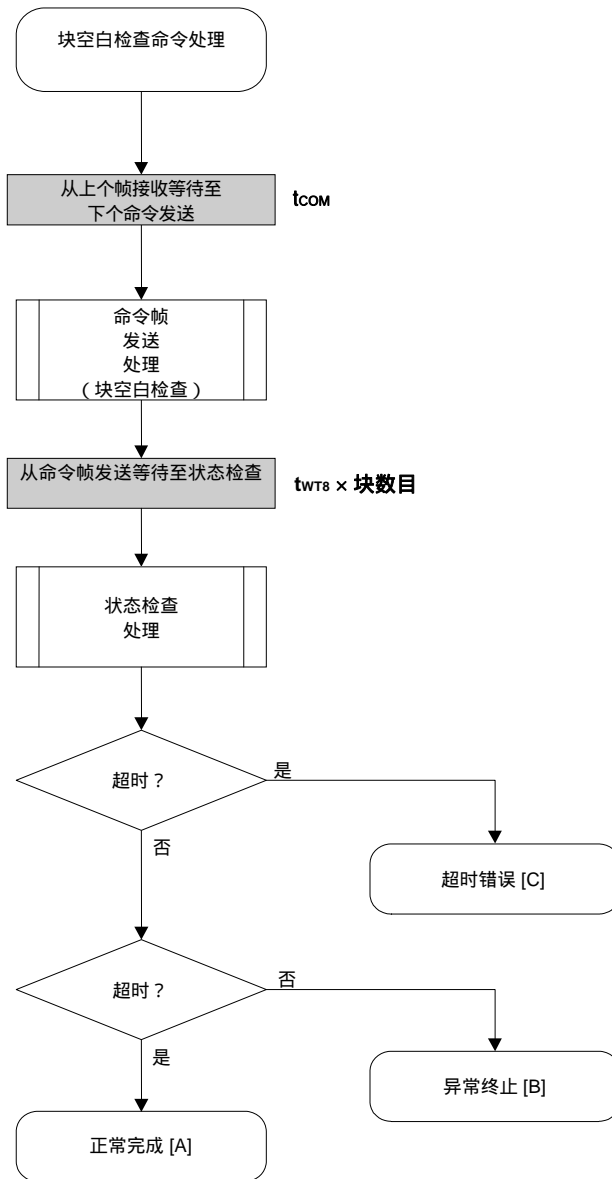 块空白检查命令处理
从上个帧接收等待至
下个命令发送
tCOM
命令帧
发送
处理
（块空白检查）
从命令帧发送等待至状态检查
tWT8 × 块数目
状态检查
处理
超时？
是
否
超时错误 [C]
超时？
否
是
异常终止 [B]
正常完成 [A]